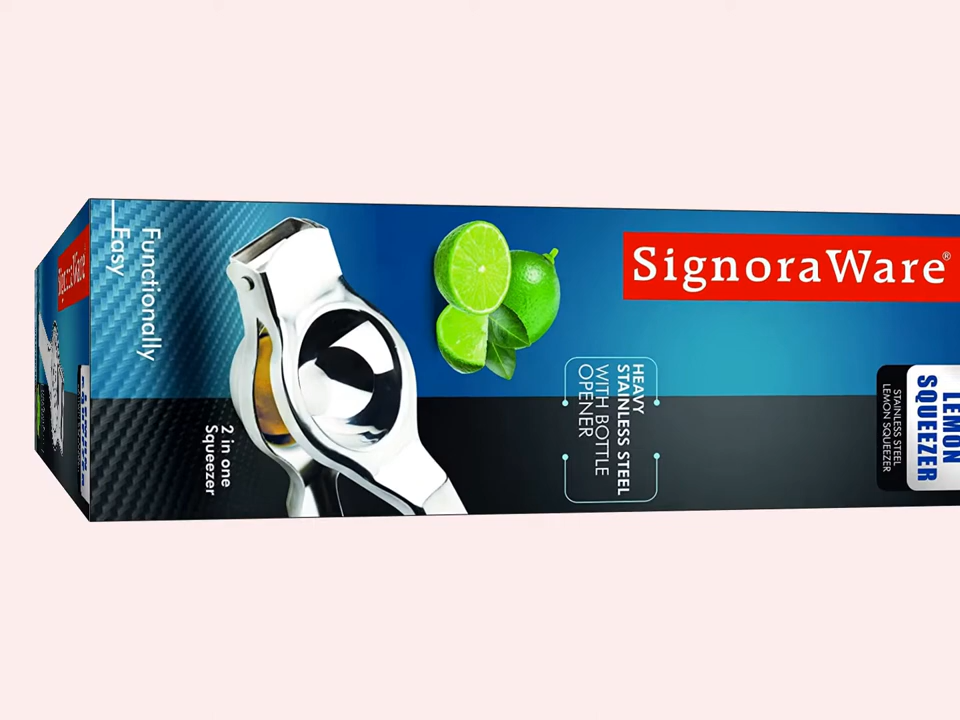 SignoraWare®
Functionally
Easy
HEAVY
STAINLESS STEEL
WITH BOTTLE
OPENER
2 in one
Squeezer
LEMON
SQUEEZER
STAINLESS STEEL
LEMON SQUEEZER